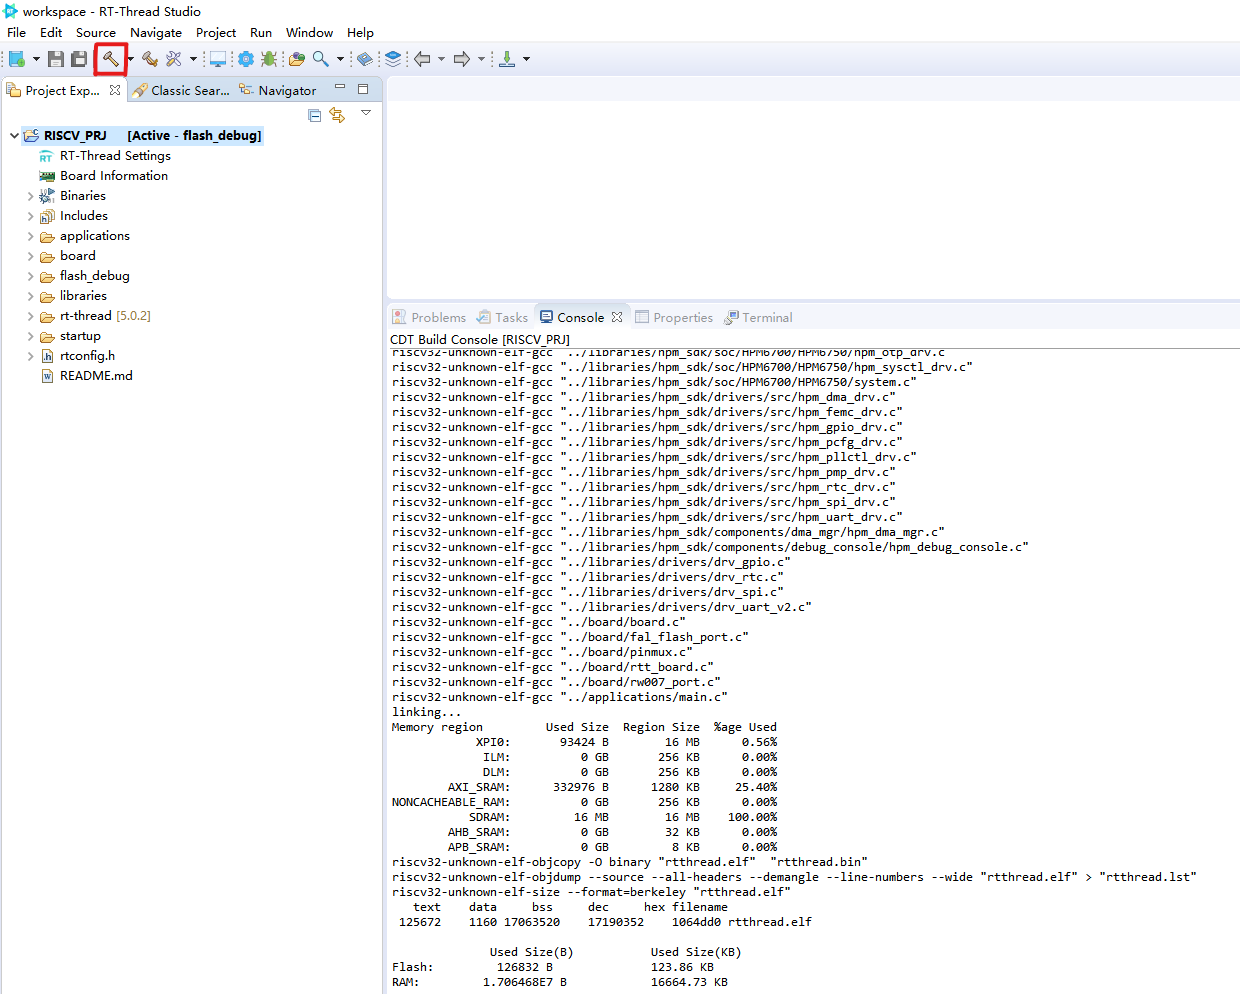 workspace - RT-Thread Studio
File Edit Source Navigate Project Run Window Help
Project Exp... Classic Sear... Navigator
RISCV_PRJ [Active - flash_debug]
RT-Thread Settings
Board Information
Binaries
Includes
applications
board
flash_debug
libraries
rt-thread [5.0.2]
startup
rtconfig.h
README.md
Problems Tasks Console Properties Terminal
CDT Build Console [RISCV_PRJ]
riscv32-unknown-elf-gcc "../libraries/hpm_sdk/soc/HPM6700/HPM6750/hpm_otp_drv.c
riscv32-unknown-elf-gcc "../libraries/hpm_sdk/soc/HPM6700/HPM6750/hpm_sysctl_drv.c"
riscv32-unknown-elf-gcc "../libraries/hpm_sdk/soc/HPM6700/HPM6750/system.c"
riscv32-unknown-elf-gcc "../libraries/hpm_sdk/drivers/src/hpm_dma_drv.c"
riscv32-unknown-elf-gcc "../libraries/hpm_sdk/drivers/src/hpm_femc_drv.c"
riscv32-unknown-elf-gcc "../libraries/hpm_sdk/drivers/src/hpm_gpio_drv.c"
riscv32-unknown-elf-gcc "../libraries/hpm_sdk/drivers/src/hpm_pcfg_drv.c"
riscv32-unknown-elf-gcc "../libraries/hpm_sdk/drivers/src/hpm_pllctl_drv.c"
riscv32-unknown-elf-gcc "../libraries/hpm_sdk/drivers/src/hpm_pmp_drv.c"
riscv32-unknown-elf-gcc "../libraries/hpm_sdk/drivers/src/hpm_rtc_drv.c"
riscv32-unknown-elf-gcc "../libraries/hpm_sdk/drivers/src/hpm_spi_drv.c"
riscv32-unknown-elf-gcc "../libraries/hpm_sdk/drivers/src/hpm_uart_drv.c"
riscv32-unknown-elf-gcc "../libraries/hpm_sdk/components/dma_mgr/hpm_dma_mgr.c"
riscv32-unknown-elf-gcc "../libraries/hpm_sdk/components/debug_console/hpm_debug_console.c"
riscv32-unknown-elf-gcc "../libraries/drivers/drv_gpio.c"
riscv32-unknown-elf-gcc "../libraries/drivers/drv_rtc.c"
riscv32-unknown-elf-gcc "../libraries/drivers/drv_spi.c"
riscv32-unknown-elf-gcc "../libraries/drivers/drv_uart_v2.c"
riscv32-unknown-elf-gcc "../board/board.c"
riscv32-unknown-elf-gcc "../board/fal_flash_port.c"
riscv32-unknown-elf-gcc "../board/pinmux.c"
riscv32-unknown-elf-gcc "../board/rtt_board.c"
riscv32-unknown-elf-gcc "../board/rw007_port.c"
riscv32-unknown-elf-gcc "../applications/main.c"
linking...
Memory region Used Size Region Size %age Used
XPI0: 93424 B 16 MB 0.56%
ILM: 0 GB 256 KB 0.00%
DLM: 0 GB 256 KB 0.00%
AXI_SRAM: 332976 B 1280 KB 25.40%
NONCACHEABLE_RAM: 0 GB 256 KB 0.00%
SDRAM: 16 MB 16 MB 100.00%
AHB_SRAM: 0 GB 32 KB 0.00%
APB_SRAM: 0 GB 8 KB 0.00%
riscv32-unknown-elf-objcopy -O binary "rtthread.elf" "rtthread.bin"
riscv32-unknown-elf-objdump --source --all-headers --demangle --line-numbers --wide "rtthread.elf" > "rtthread.lst"
riscv32-unknown-elf-size --format=berkeley "rtthread.elf"
text data bss dec hex filename
125672 1160 17063520 17190352 1064dd0 rtthread.elf
Used Size(B) Used Size(KB)
Flash: 126832 B 123.86 KB
RAM: 1.706468E7 B 16664.73 KB